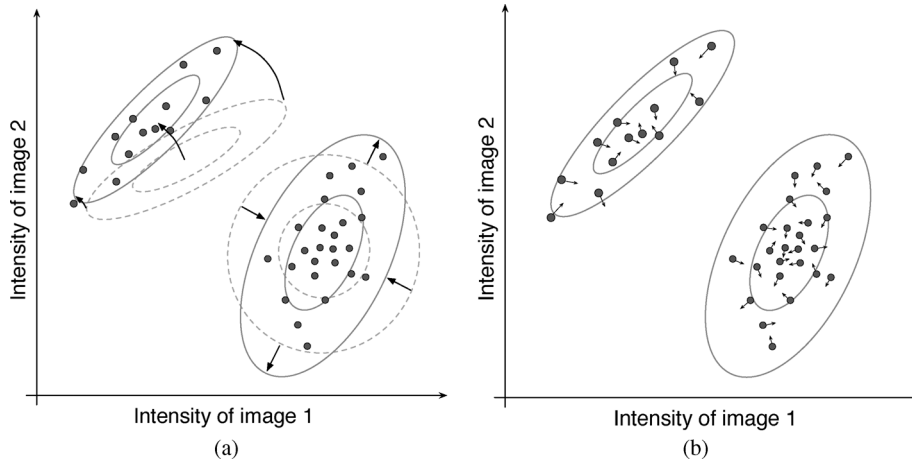 Intensity of image 2
Intensity of image 1
(a)
Intensity of image 2
Intensity of image 1
(b)